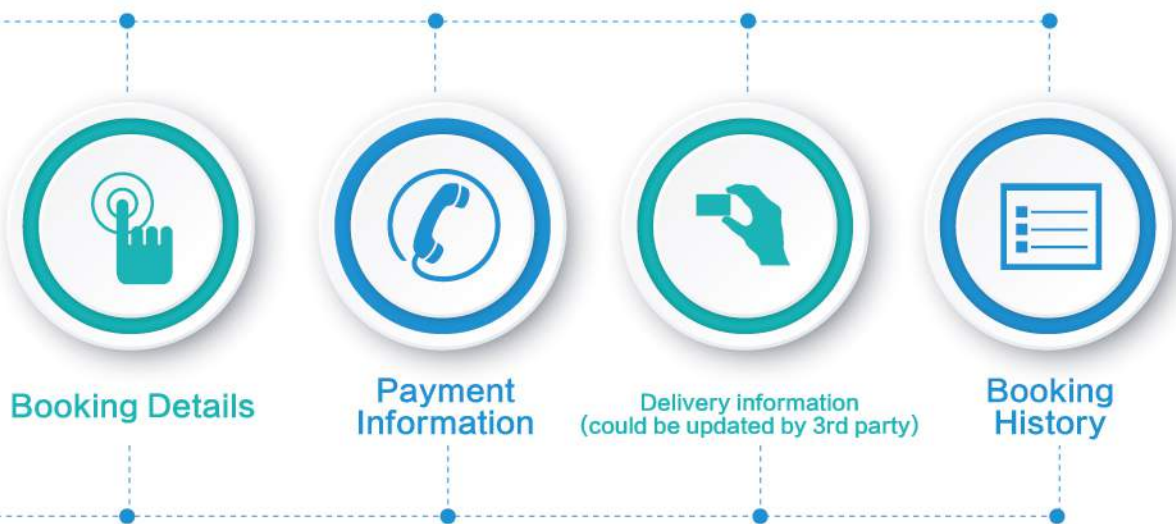 Booking Details
Payment
Information
Delivery information
(could be updated by 3rd party)
Booking
History